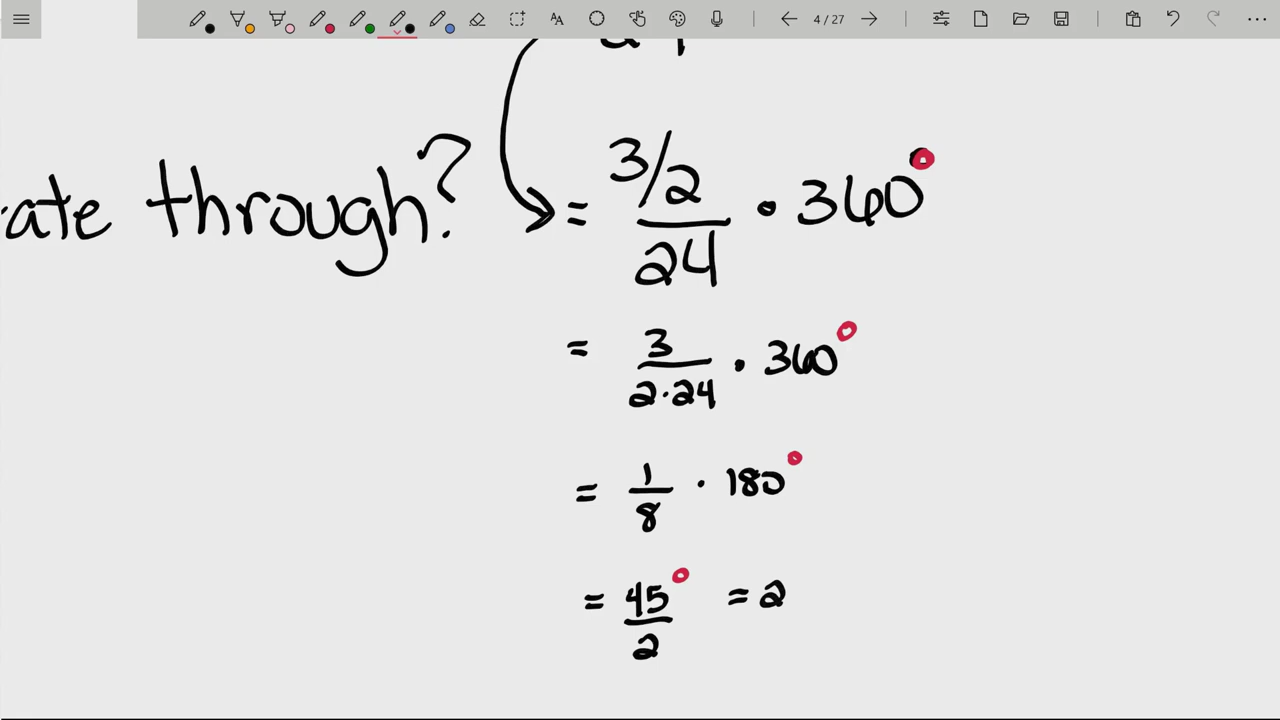 4 / 27
ate through?
= 3/2 / 24 · 360°
= 3 / 2·24 · 360°
= 1/8 · 180°
= 45°/2 = 2